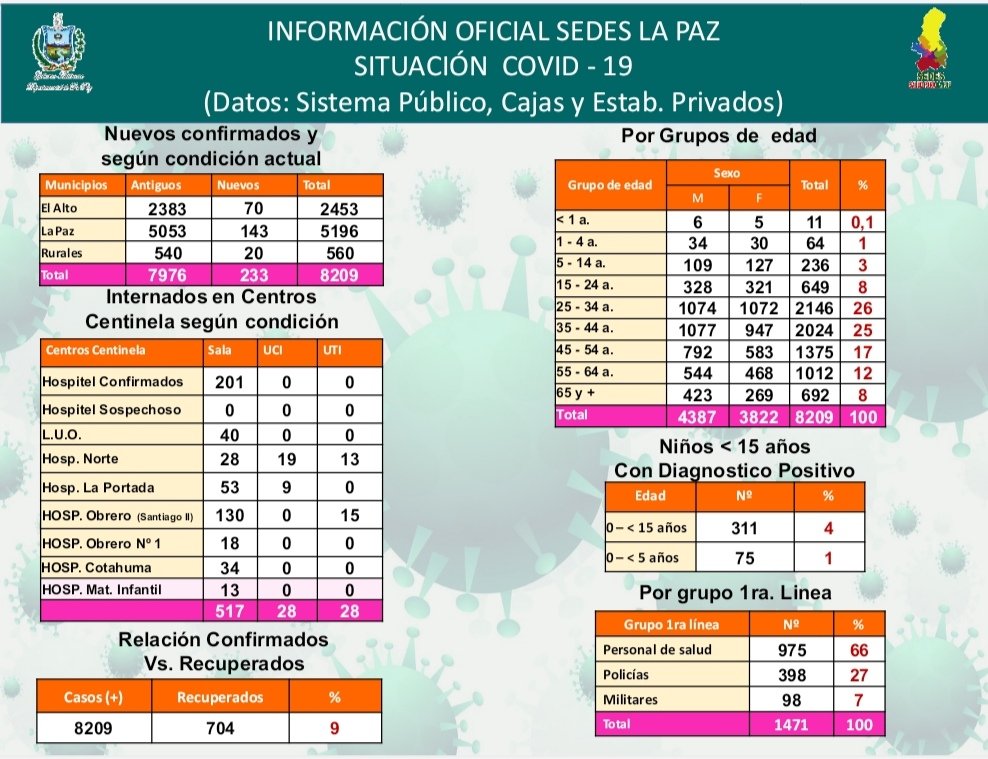 INFORMACIÓN OFICIAL SEDES LA PAZ
SITUACIÓN COVID - 19
(Datos: Sistema Público, Cajas y Estab. Privados)
SEDES
Nuevos confirmados y
según condición actual
Municipios Antiguos Nuevos Total
El Alto 2383 70 2453
La Paz 5053 143 5196
Rurales 540 20 560
Total 7976 233 8209
Internados en Centros
Centinela según condición
Centros Centinela Sala UCI UTI
Hospitel Confirmados 201 0 0
Hospitel Sospechoso 0 0 0
L.U.O. 40 0 0
Hosp. Norte 28 19 13
Hosp. La Portada 53 9 0
HOSP. Obrero (Santiago II) 130 0 15
HOSP. Obrero Nº 1 18 0 0
HOSP. Cotahuma 34 0 0
HOSP. Mat. Infantil 13 0 0
517 28 28
Relación Confirmados
Vs. Recuperados
Casos (+) Recuperados %
8209 704 9
Por Grupos de edad
Grupo de edad Sexo Total %
M F
< 1 a. 6 5 11 0,1
1 - 4 a. 34 30 64 1
5 - 14 a. 109 127 236 3
15 - 24 a. 328 321 649 8
25 - 34 a. 1074 1072 2146 26
35 - 44 a. 1077 947 2024 25
45 - 54 a. 792 583 1375 17
55 - 64 a. 544 468 1012 12
65 y + 423 269 692 8
Total 4387 3822 8209 100
Niños < 15 años
Con Diagnostico Positivo
Edad Nº %
0 – < 15 años 311 4
0 – < 5 años 75 1
Por grupo 1ra. Linea
Grupo 1ra línea Nº %
Personal de salud 975 66
Policías 398 27
Militares 98 7
Total 1471 100